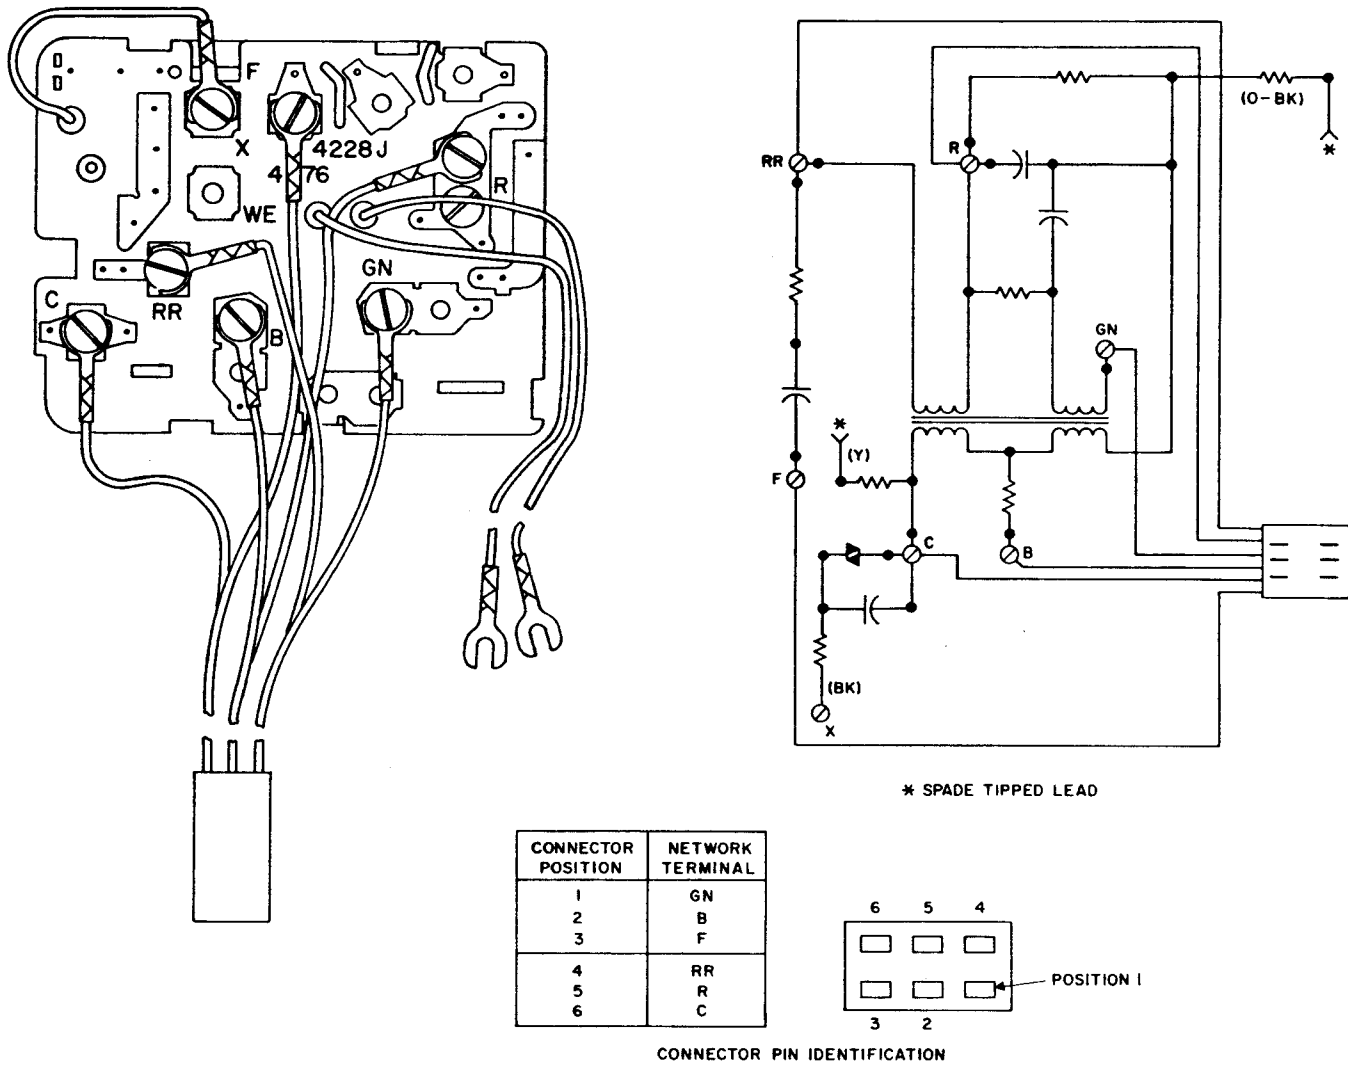 F
X
4228J
4 76
WE
R
GN
C
RR
B
(O-BK)
*
R
RR
GN
*
(Y)
F
C
B
(BK)
X
* SPADE TIPPED LEAD
CONNECTOR POSITION NETWORK TERMINAL
1 GN
2 B
3 F
4 RR
5 R
6 C
6 5 4
POSITION 1
3 2
CONNECTOR PIN IDENTIFICATION